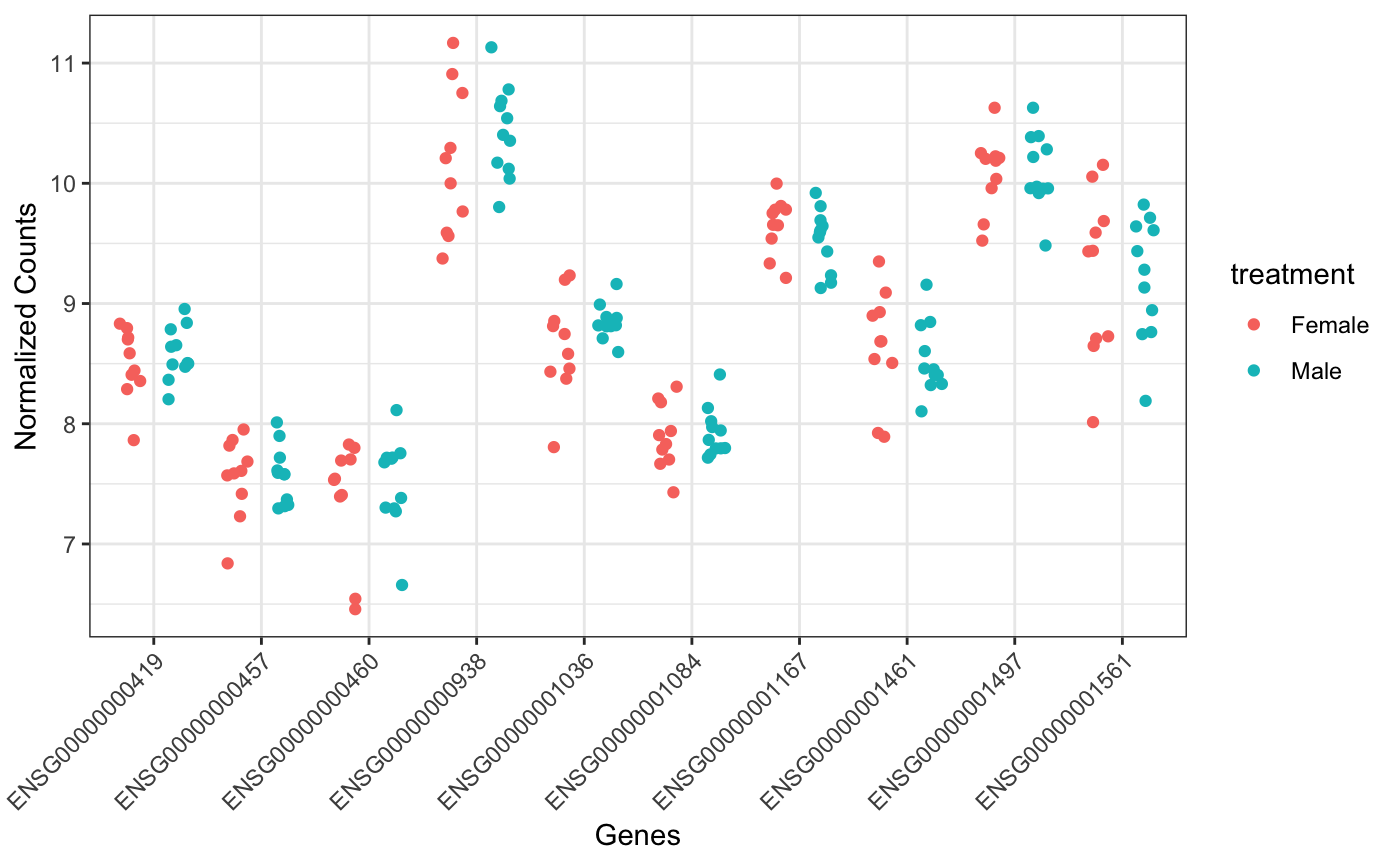 11
10
9
8
7
Normalized Counts
ENSG00000000419
ENSG00000000457
ENSG00000000460
ENSG00000000938
ENSG00000001036
ENSG00000001084
ENSG00000001167
ENSG00000001461
ENSG00000001497
ENSG00000001561
Genes
treatment
Female
Male